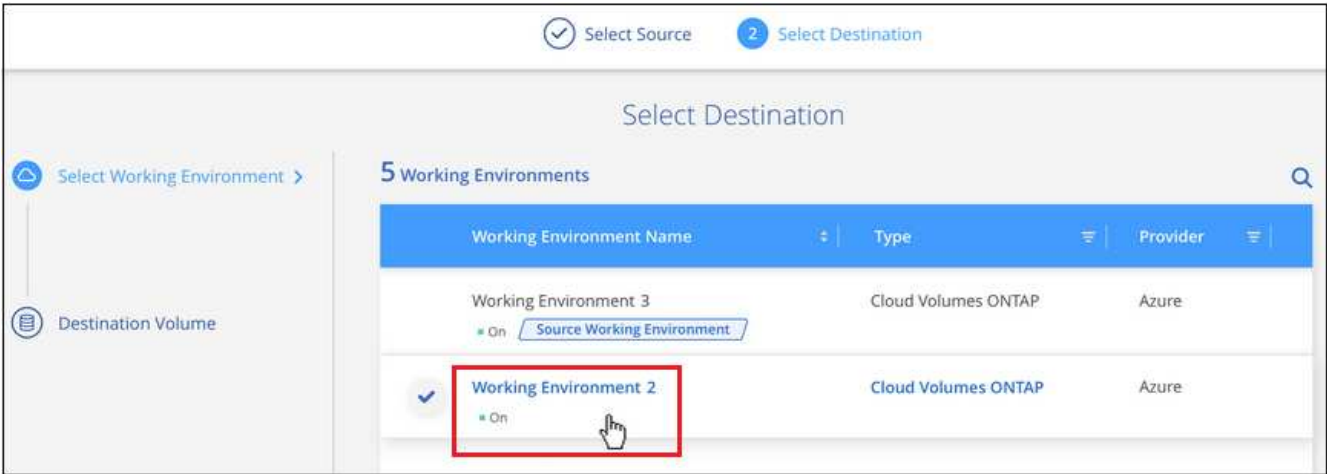 Select Source 2 Select Destination
Select Destination
Select Working Environment >
Destination Volume
5 Working Environments
Working Environment Name Type Provider
Working Environment 3 Cloud Volumes ONTAP Azure
On Source Working Environment
Working Environment 2 Cloud Volumes ONTAP Azure
On